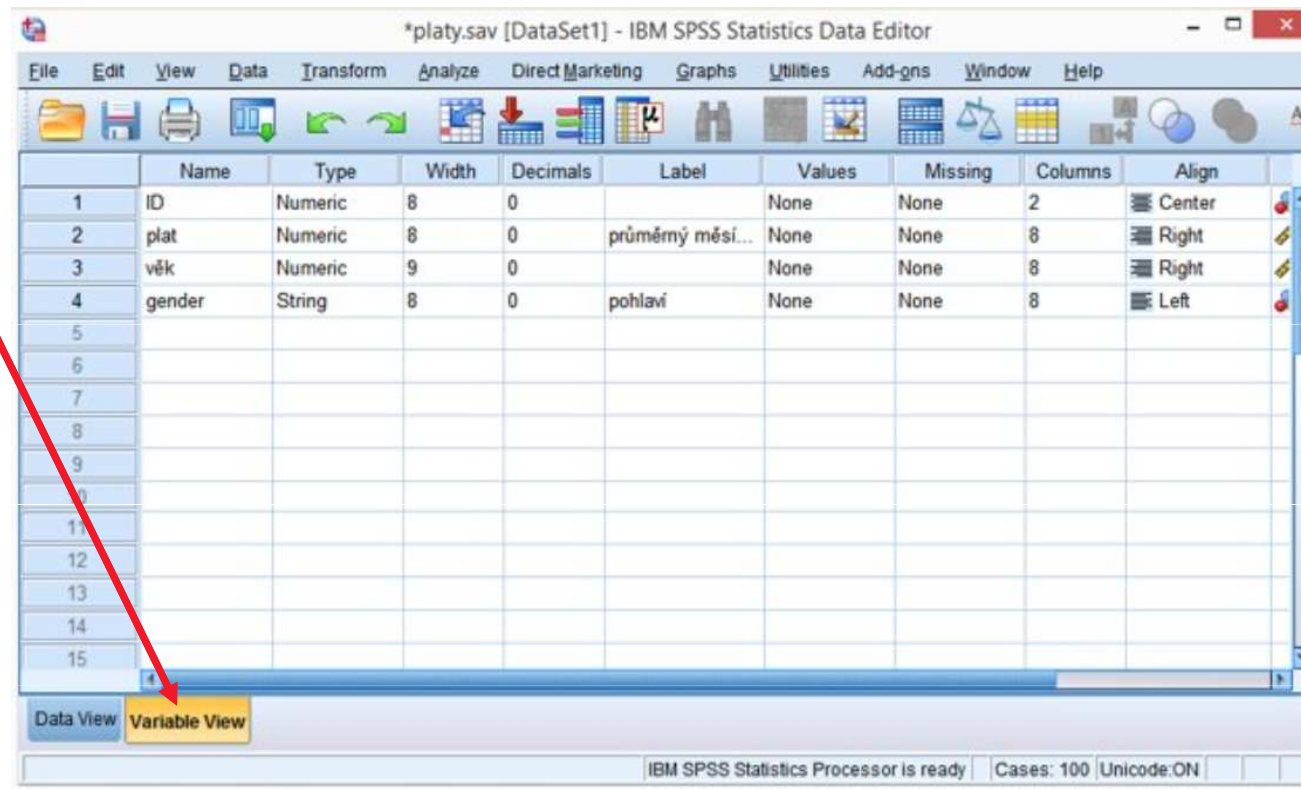 *platy.sav [DataSet1] - IBM SPSS Statistics Data Editor
File Edit View Data Transform Analyze Direct Marketing Graphs Utilities Add-ons Window Help
Name Type Width Decimals Label Values Missing Columns Align
1 ID Numeric 8 0 None None 2 Center
2 plat Numeric 8 0 průměrný měsí... None None 8 Right
3 věk Numeric 9 0 None None 8 Right
4 gender String 8 0 pohlaví None None 8 Left
5
6
7
8
9
10
11
12
13
14
15
Data View Variable View
IBM SPSS Statistics Processor is ready Cases: 100 Unicode:ON